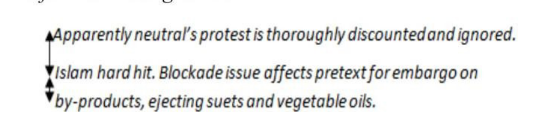 Apparently neutral's protest is thoroughly discounted and ignored.
Islam hard hit. Blockade issue affects pretext for embargo on
by-products, ejecting suets and vegetable oils.